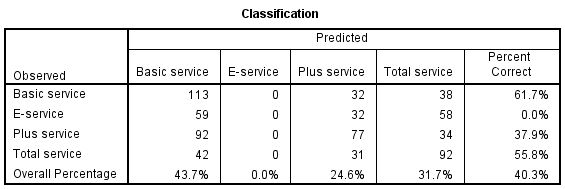 Classification
Predicted
Observed Basic service E-service Plus service Total service Percent Correct
Basic service 113 0 32 38 61.7%
E-service 59 0 32 58 0.0%
Plus service 92 0 77 34 37.9%
Total service 42 0 31 92 55.8%
Overall Percentage 43.7% 0.0% 24.6% 31.7% 40.3%